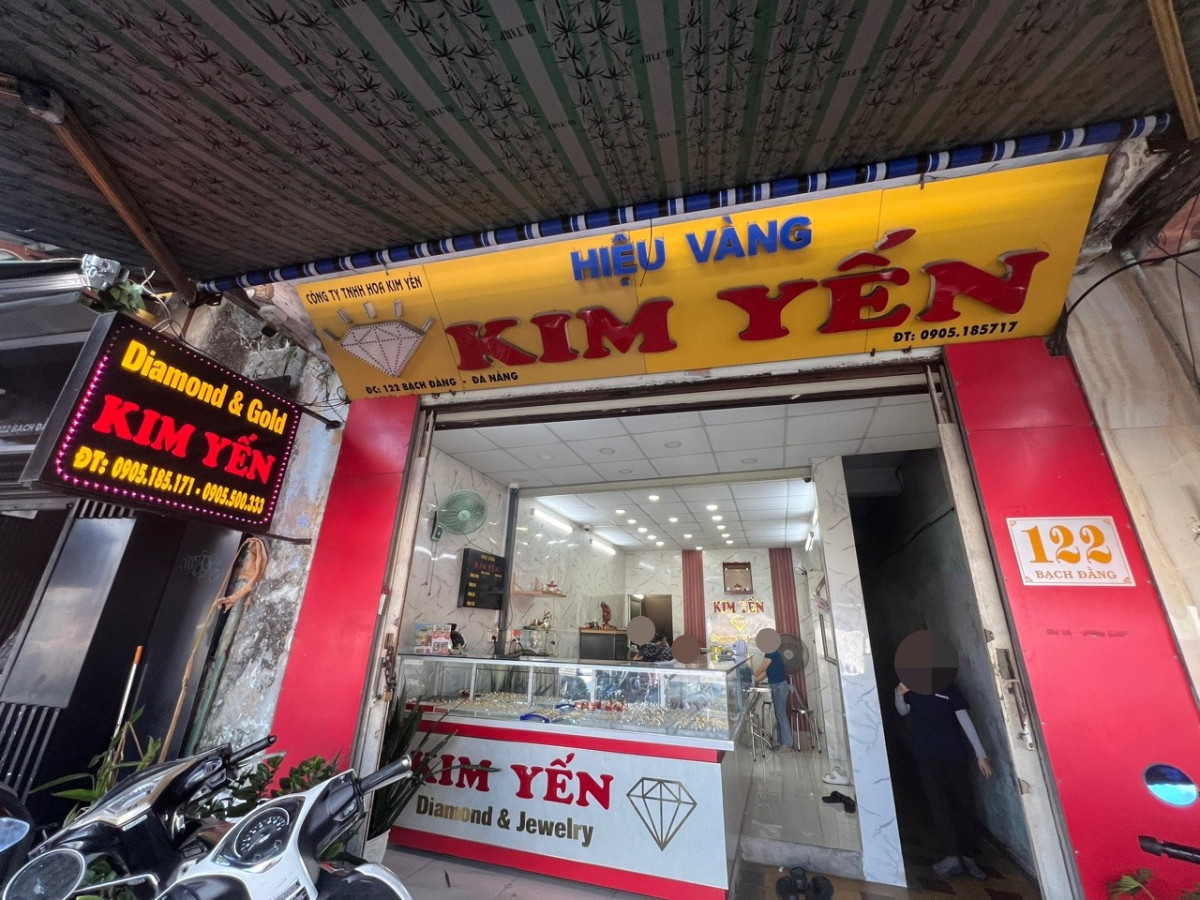 CÔNG TY TNHH HOA KIM YẾN
HIỆU VÀNG
KIM YẾN
ĐC: 122 BẠCH ĐẰNG - ĐÀ NẴNG
ĐT: 0905.185717
Diamond & Gold
KIM YẾN
ĐT: 0905.185.171 - 0905.500.333
122
BẠCH ĐẰNG
KIM YẾN
KIM YẾN
KIM YẾN
Diamond & Jewelry